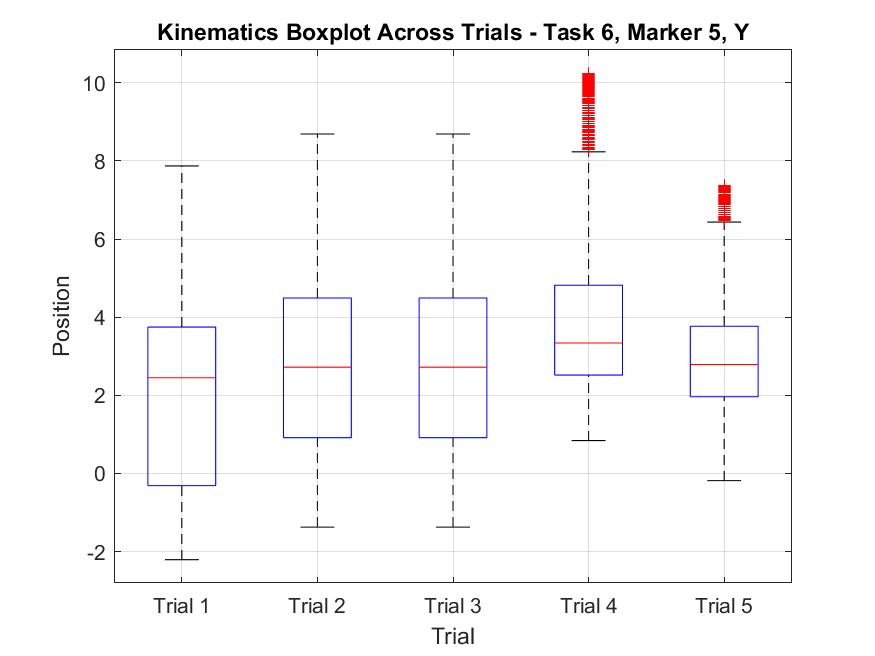 Kinematics Boxplot Across Trials - Task 6, Marker 5, Y
10
8
6
4
2
0
-2
Position
Trial 1 Trial 2 Trial 3 Trial 4 Trial 5
Trial